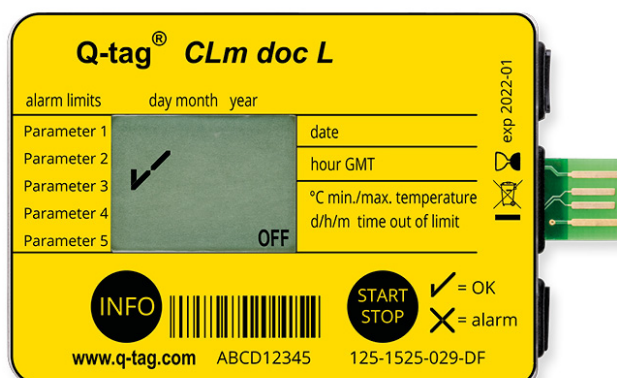 Q-tag® CLm doc L
alarm limits day month year
Parameter 1
Parameter 2
Parameter 3
Parameter 4
Parameter 5
OFF
date
hour GMT
°C min./max. temperature
d/h/m time out of limit
exp 2022-01
INFO
START
STOP
= OK
= alarm
www.q-tag.com ABCD12345 125-1525-029-DF